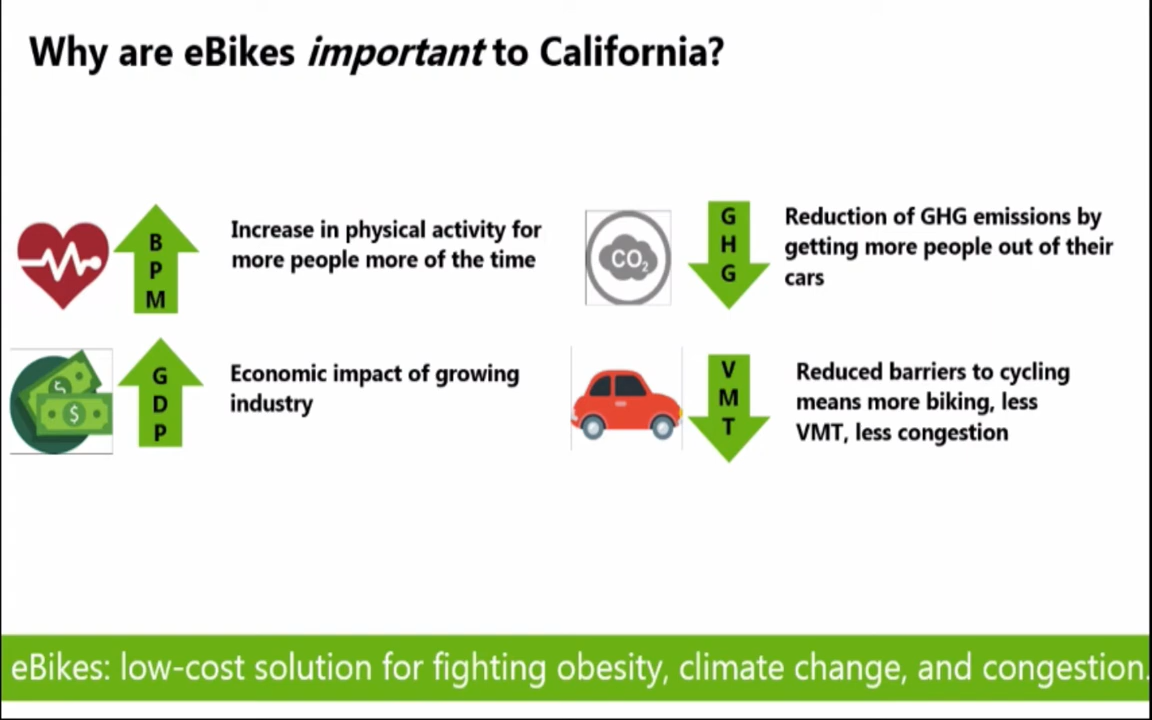 Why are eBikes important to California?
B
P
M
Increase in physical activity for
more people more of the time
CO2
G
H
G
Reduction of GHG emissions by
getting more people out of their
cars
$
G
D
P
Economic impact of growing
industry
V
M
T
Reduced barriers to cycling
means more biking, less
VMT, less congestion
eBikes: low-cost solution for fighting obesity, climate change, and congestion.